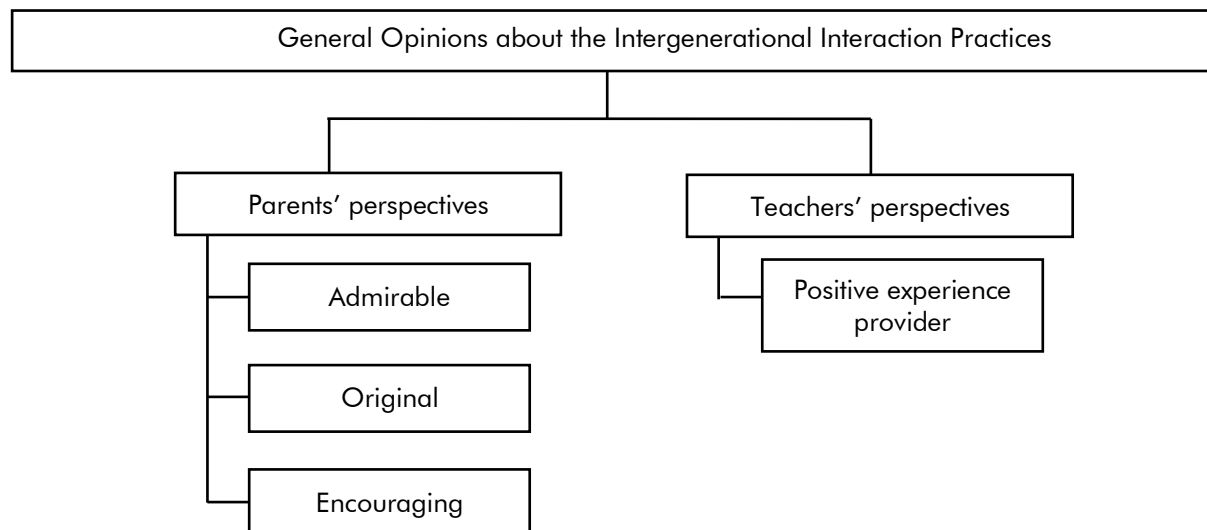 General Opinions about the Intergenerational Interaction Practices
Parents’ perspectives
Admirable
Original
Encouraging
Teachers’ perspectives
Positive experience
provider